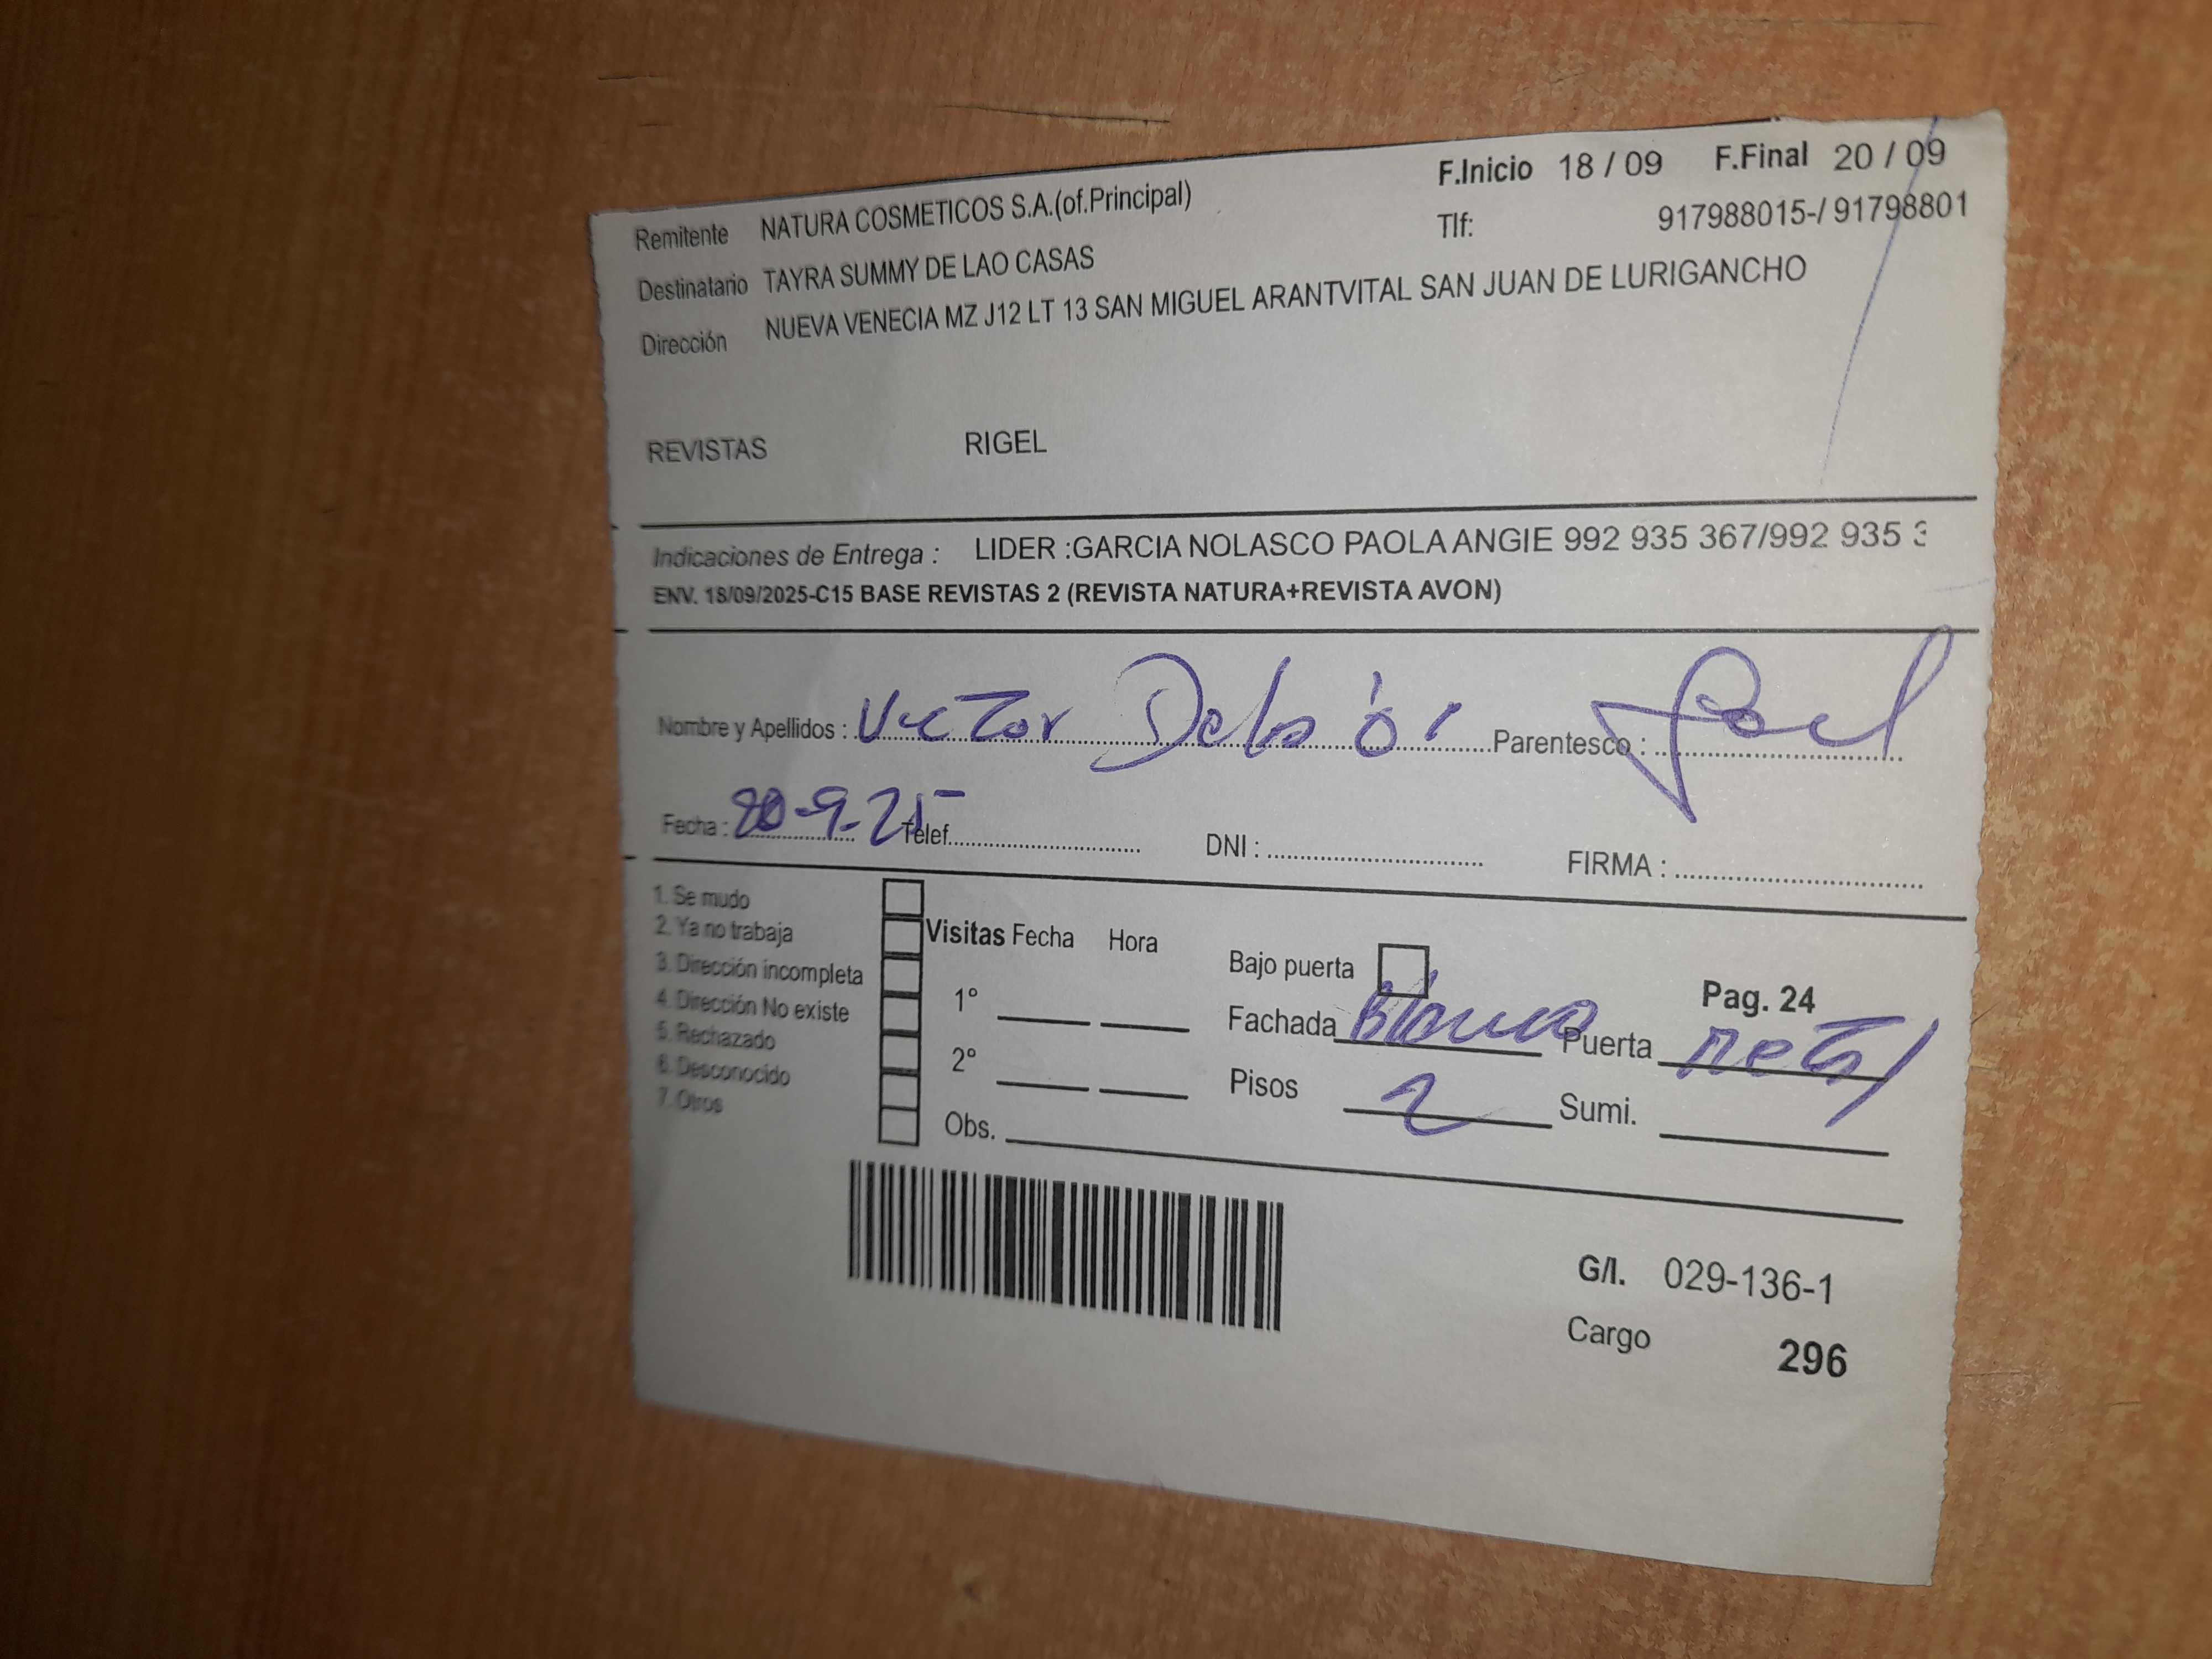 F.Inicio 18 / 09 F.Final 20 / 09
Remitente NATURA COSMETICOS S.A.(of.Principal)
Tlf: 917988015-/ 91798801
Destinatario TAYRA SUMMY DE LAO CASAS
Dirección NUEVA VENECIA MZ J12 LT 13 SAN MIGUEL ARANTVITAL SAN JUAN DE LURIGANCHO
REVISTAS RIGEL
Indicaciones de Entrega : LIDER :GARCIA NOLASCO PAOLA ANGIE 992 935 367/992 935 3
ENV. 18/09/2025-C15 BASE REVISTAS 2 (REVISTA NATURA+REVISTA AVON)
Nombre y Apellidos : Victor Parentesco :
Fecha : 20-9-25 Telef. DNI : FIRMA :
1. Se mudo
2. Ya no trabaja
3. Dirección incompleta
4. Dirección No existe
5. Rechazado
6. Desconocido
7. Otros
Visitas Fecha Hora
1°
2°
Obs.
Bajo puerta
Pag. 24
Fachada Blanca Puerta metal
Pisos 2 Sumi.
G/I. 029-136-1
Cargo 296